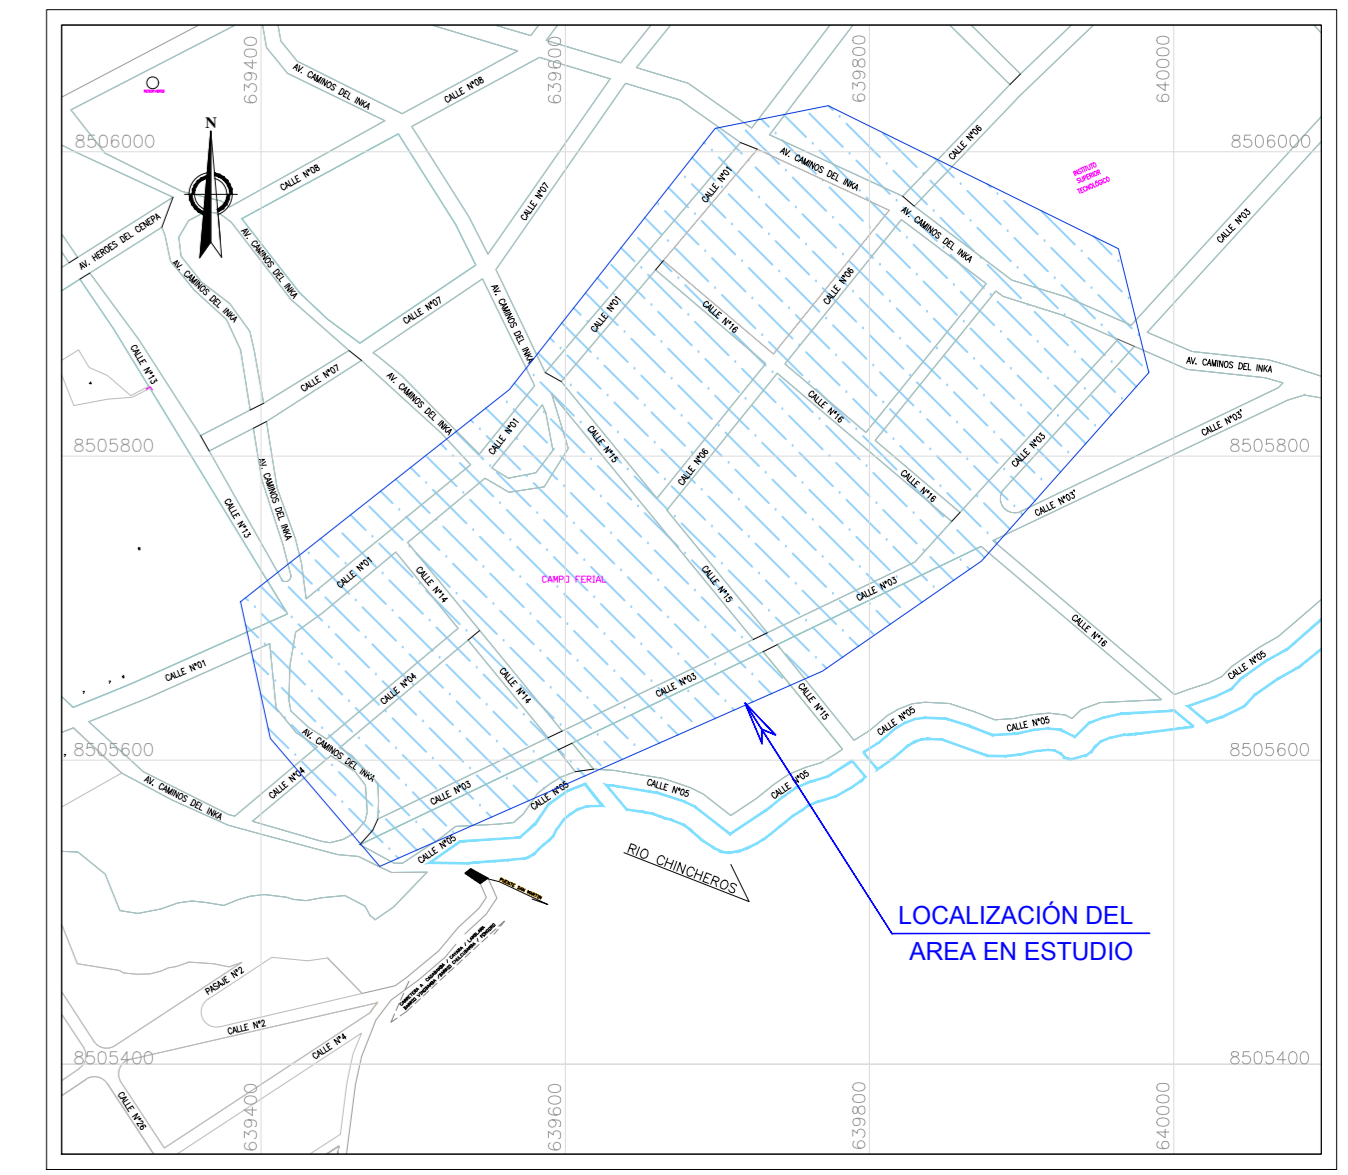 639400
639600
639800
640000
AV. CAMINOS DEL INKA
CALLE N°08
N
8506000
8506000
CALLE N°06
CALLE N°01
AV. CAMINOS DEL INKA
INSTITUTO
SUPERIOR
TECNOLÓGICO
CALLE N°08
CALLE N°07
AV. HEROES DEL CENEPA
AV. CAMINOS DEL INKA
AV. CAMINOS DEL INKA
CALLE N°03
AV. CAMINOS DEL INKA
CALLE N°06
CALLE N°07
AV. CAMINOS DEL INKA
CALLE N°01
CALLE N°16
CALLE N°13
CALLE N°07
AV. CAMINOS DEL INKA
AV. CAMINOS DEL INKA
CALLE N°16
CALLE N°03'
CALLE N°01
8505800
CALLE N°15
CALLE N°06
CALLE N°03
8505800
AV. CAMINOS DEL INKA
CALLE N°13
CALLE N°16
CALLE N°03'
CALLE N°01
CALLE N°14
CAMPO FERIAL
CALLE N°15
CALLE N°03'
CALLE N°16
CALLE N°01
CALLE N°04
CALLE N°14
CALLE N°03
CALLE N°15
CALLE N°05
CALLE N°05
CALLE N°05
8505600
AV. CAMINOS DEL INKA
8505600
AV. CAMINOS DEL INKA
CALLE N°04
CALLE N°03
CALLE N°05
CALLE N°05
CALLE N°05
CALLE N°05
RIO CHINCHEROS
PUENTE SAN MARTIN
LOCALIZACIÓN DEL
AREA EN ESTUDIO
PASAJE N°2
CALLE N°2
CALLE N°4
8505400
8505400
CALLE N°26
639400
639600
639800
640000